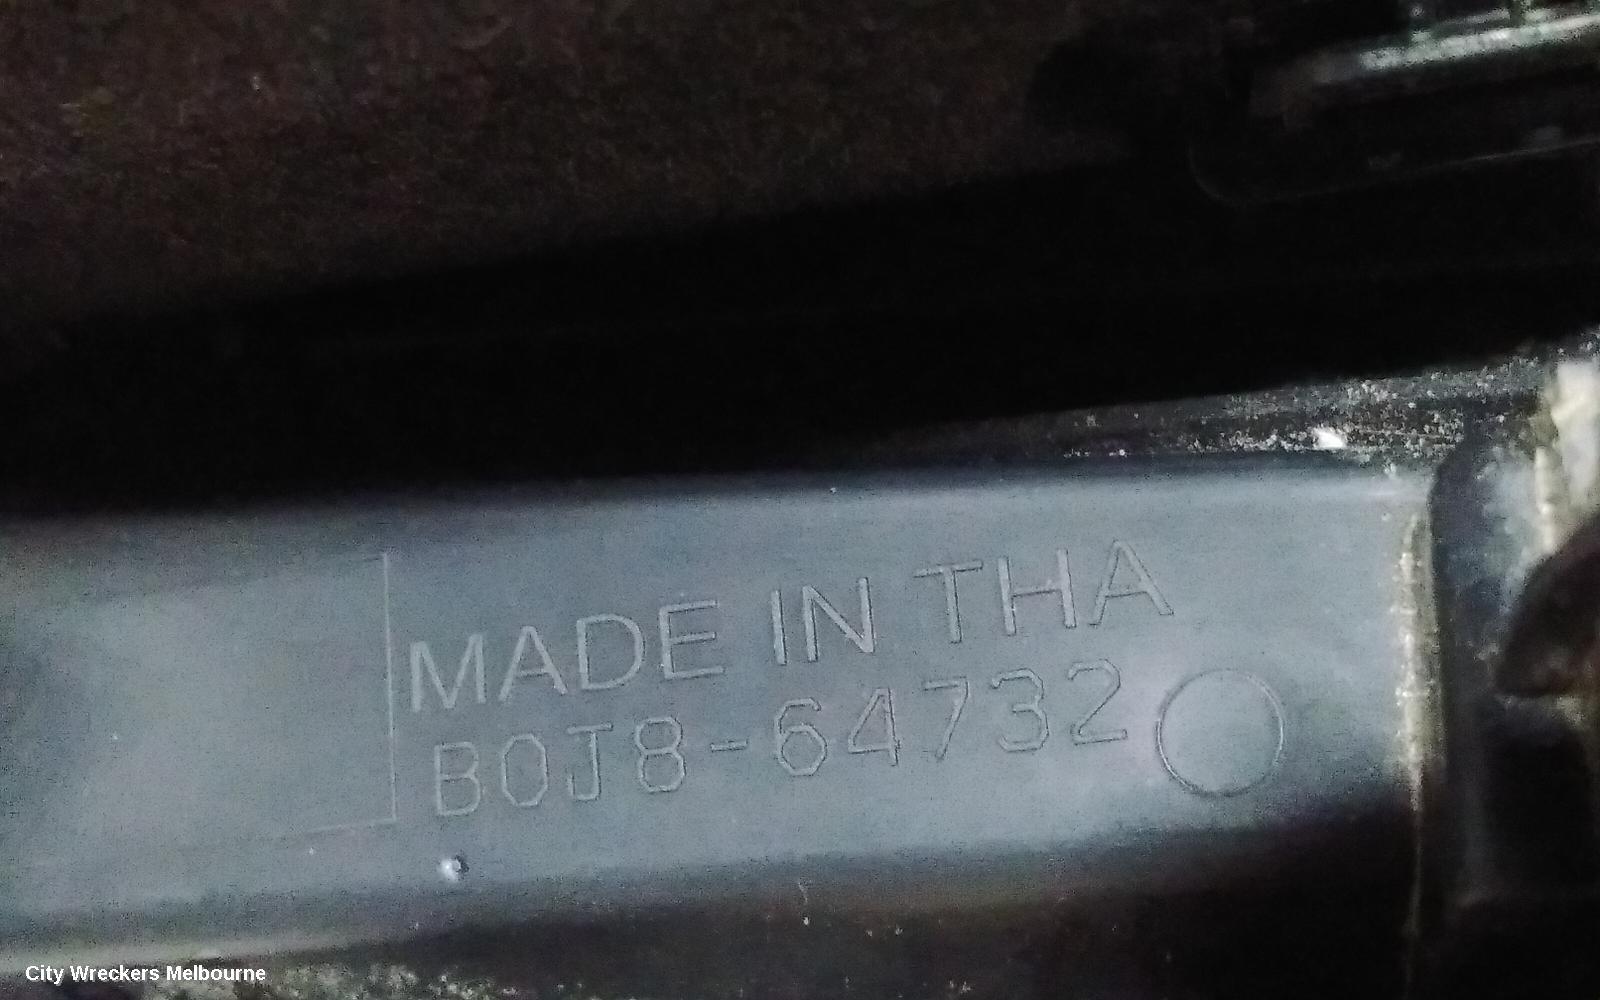 MADE IN THA
B0J8-64732
City Wreckers Melbourne